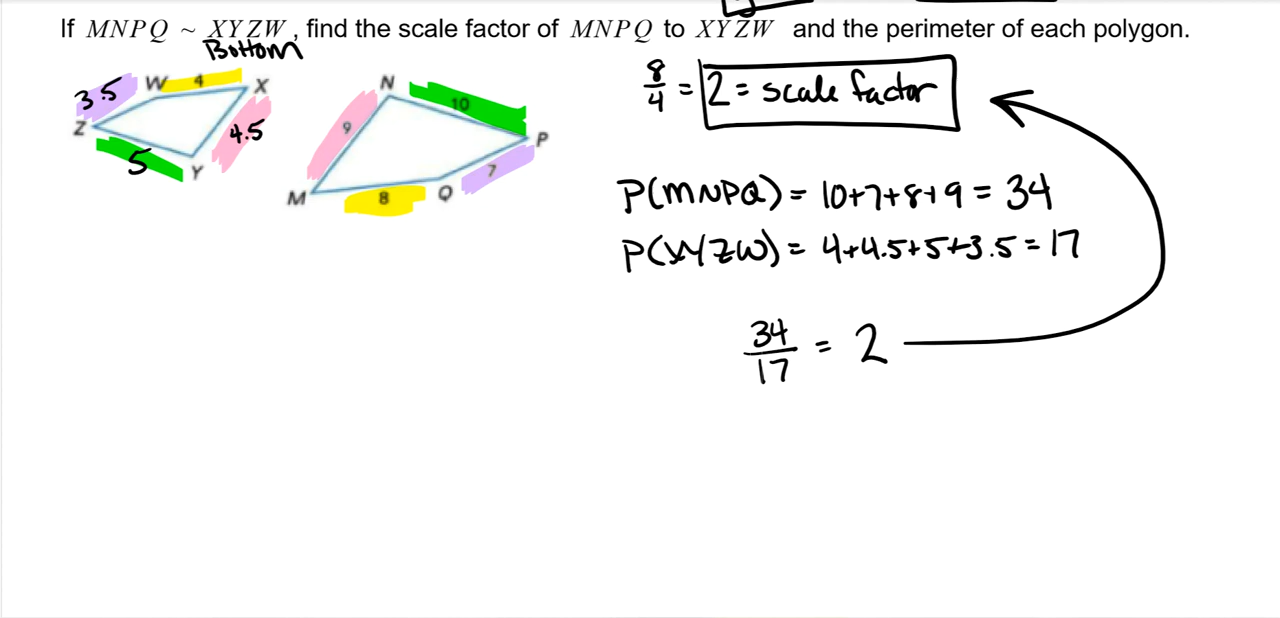 If MNPQ ~ XYZW , find the scale factor of MNPQ to XYZW and the perimeter of each polygon.
Bottom
3.5 W 4 X
Z 4.5
5 Y
N 10
9 P
M 8 Q 7
8/4 = 2 = scale factor
P(MNPQ) = 10+7+8+9 = 34
P(XYZW) = 4+4.5+5+3.5 = 17
34/17 = 2